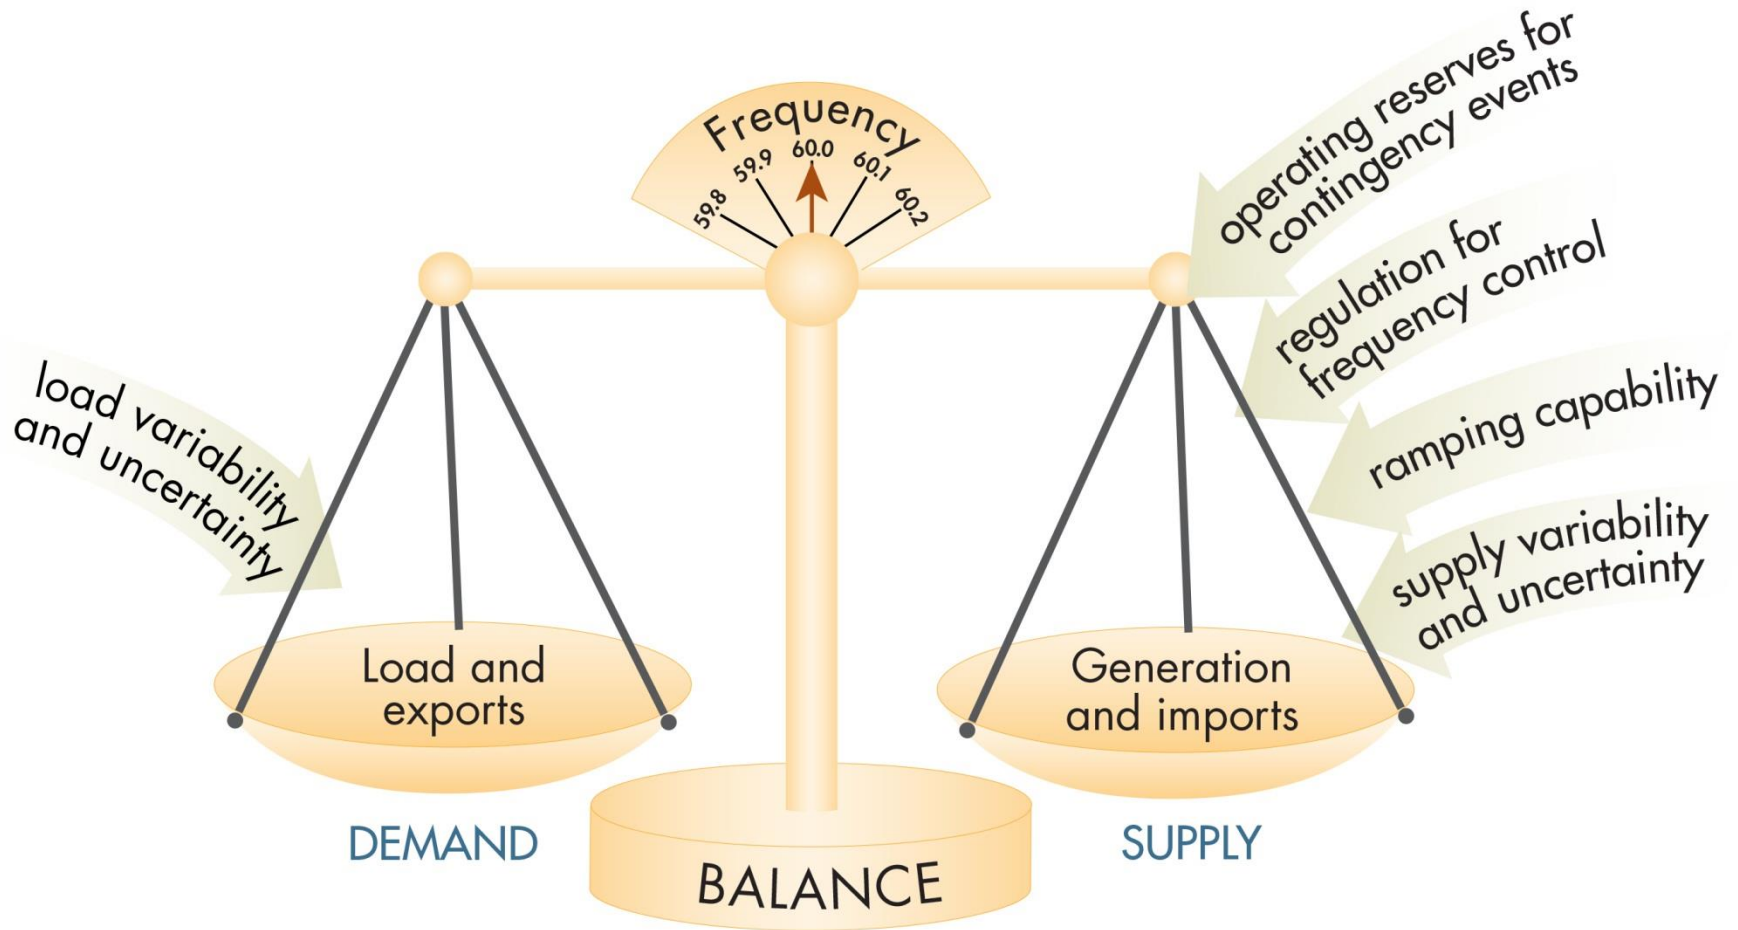 Frequency
59.8
59.9
60.0
60.1
60.2
operating reserves for
contingency events
regulation for
frequency control
ramping capability
supply variability
and uncertainty
load variability
and uncertainty
Load and
exports
Generation
and imports
DEMAND
SUPPLY
BALANCE